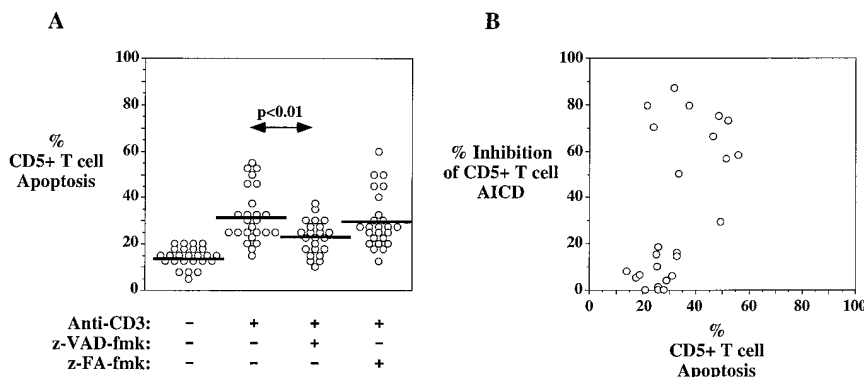 A
100
80
60
40
20
0
%
CD5+ T cell
Apoptosis
p<0.01
Anti-CD3: – + + +
z-VAD-fmk: – – + –
z-FA-fmk: – – – +
B
100
80
60
40
20
0
% Inhibition
of CD5+ T cell
AICD
0 20 40 60 80 100
%
CD5+ T cell
Apoptosis